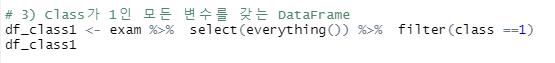 # 3) Class가 1인 모든 변수를 갖는 DataFrame
df_class1 <- exam %>%  select(everything()) %>%  filter(class ==1)
df_class1